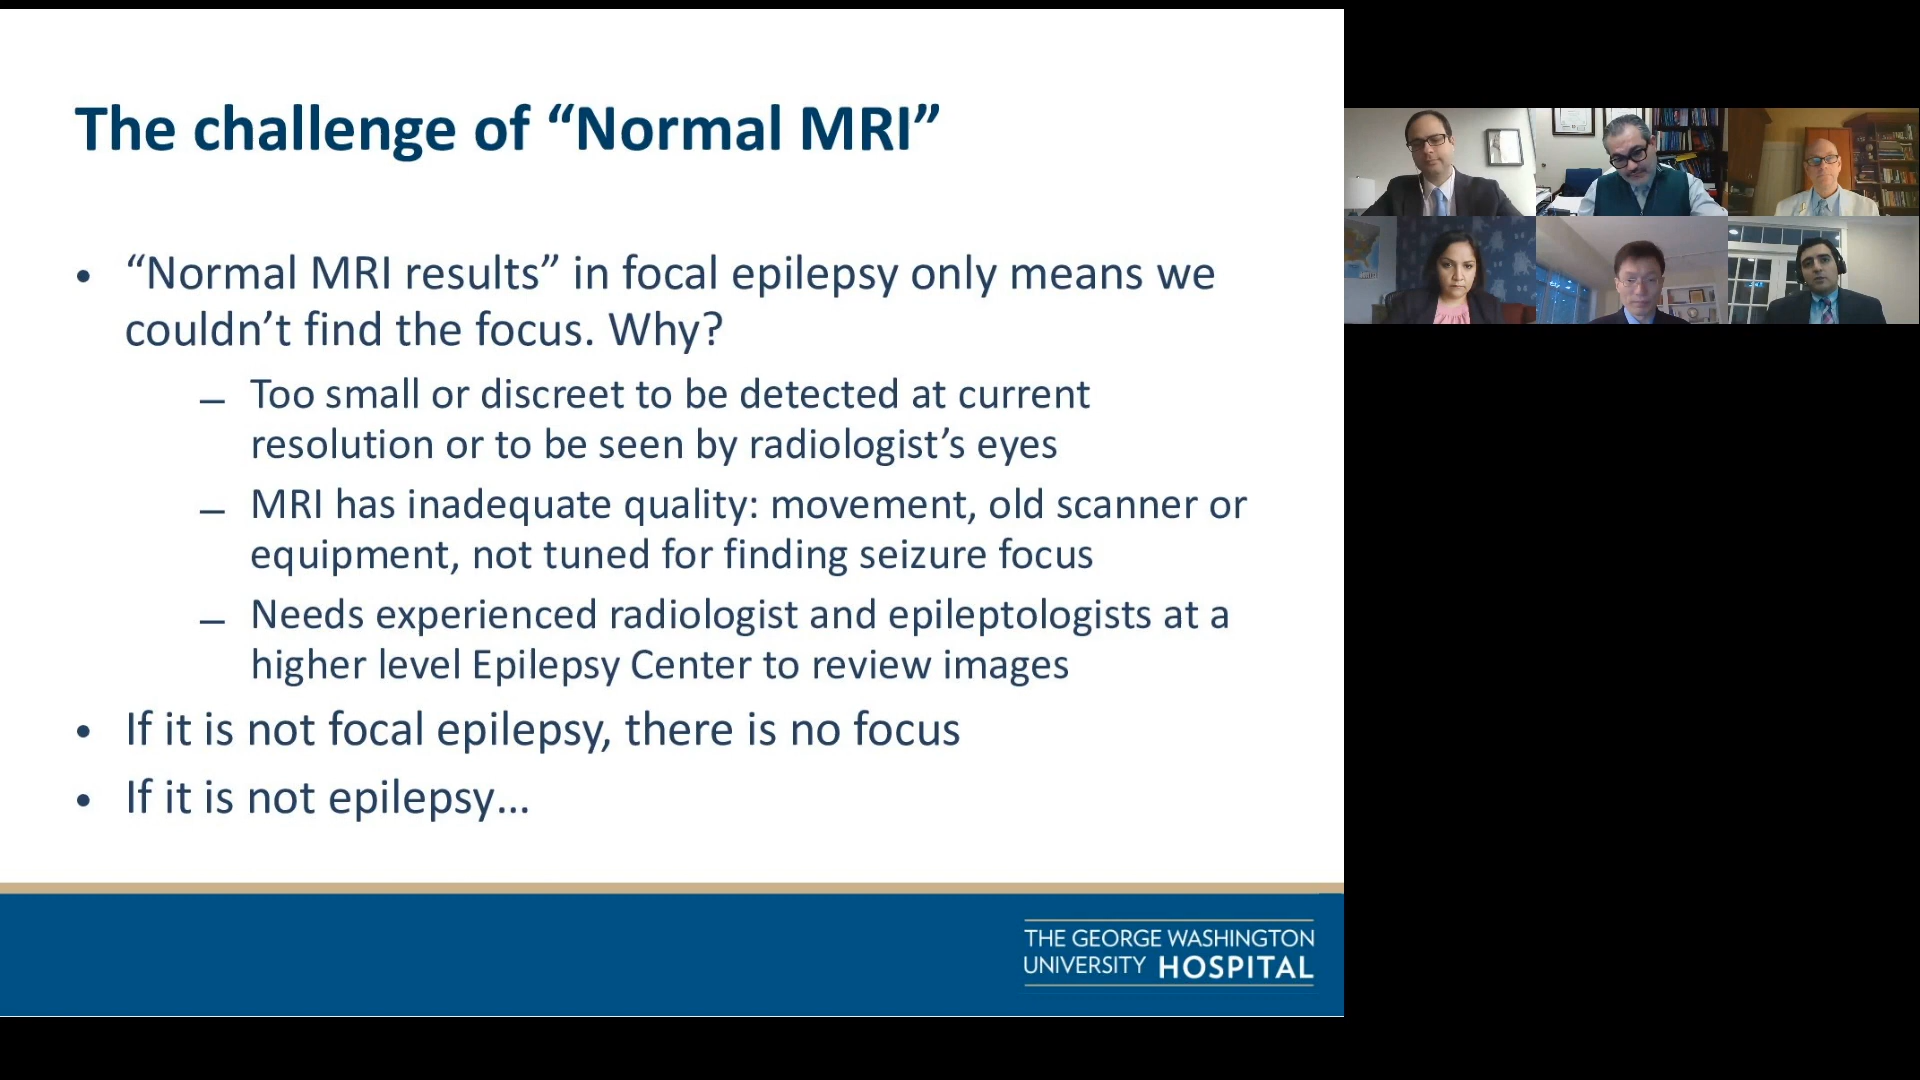 The challenge of “Normal MRI”
• “Normal MRI results” in focal epilepsy only means we
couldn’t find the focus. Why?
– Too small or discreet to be detected at current
resolution or to be seen by radiologist’s eyes
– MRI has inadequate quality: movement, old scanner or
equipment, not tuned for finding seizure focus
– Needs experienced radiologist and epileptologists at a
higher level Epilepsy Center to review images
• If it is not focal epilepsy, there is no focus
• If it is not epilepsy...
THE GEORGE WASHINGTON
UNIVERSITY HOSPITAL